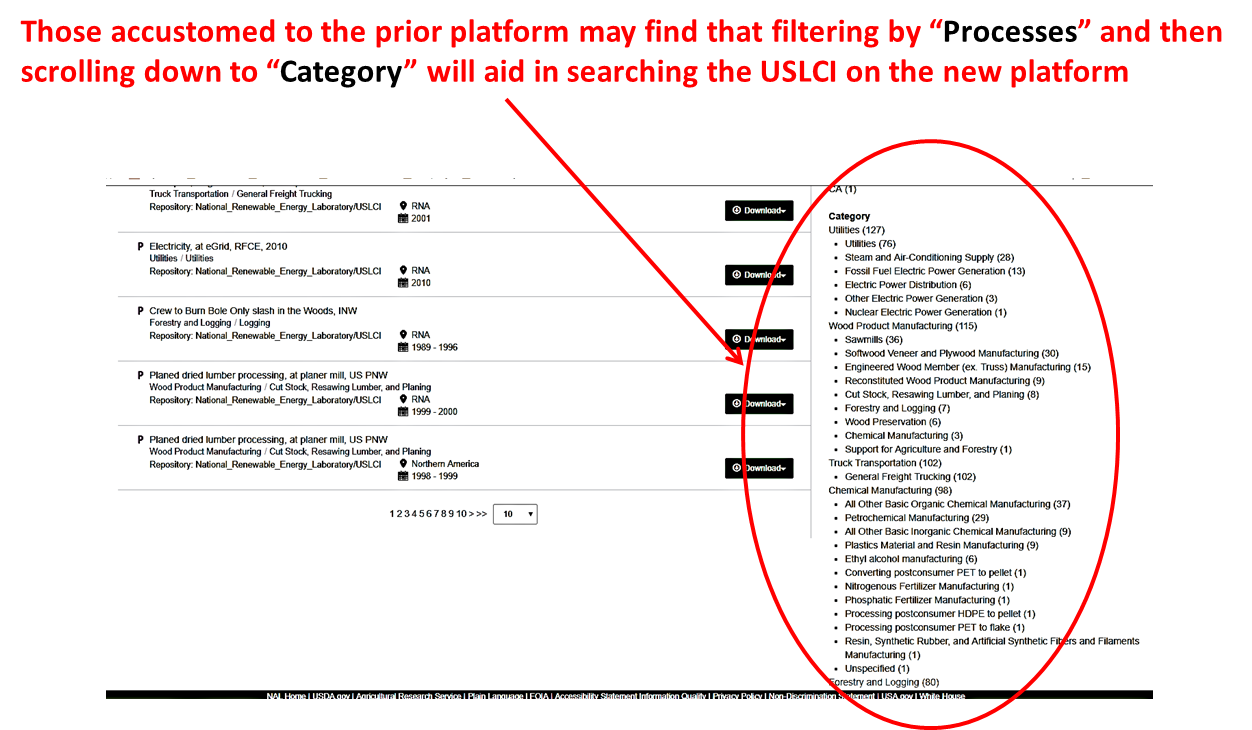 Those accustomed to the prior platform may find that filtering by “Processes” and then
scrolling down to “Category” will aid in searching the USLCI on the new platform
Truck Transportation / General Freight Trucking
Repository: National_Renewable_Energy_Laboratory/USLCI
RNA
2001
Download
P Electricity, at eGrid, RFCE, 2010
Utilities / Utilities
Repository: National_Renewable_Energy_Laboratory/USLCI
RNA
2010
Download
P Crew to Burn Bole Only slash in the Woods, INW
Forestry and Logging / Logging
Repository: National_Renewable_Energy_Laboratory/USLCI
RNA
1989 - 1996
Download
P Planed dried lumber processing, at planer mill, US PNW
Wood Product Manufacturing / Cut Stock, Resawing Lumber, and Planing
Repository: National_Renewable_Energy_Laboratory/USLCI
RNA
1999 - 2000
Download
P Planed dried lumber processing, at planer mill, US PNW
Wood Product Manufacturing / Cut Stock, Resawing Lumber, and Planing
Repository: National_Renewable_Energy_Laboratory/USLCI
Northern America
1998 - 1999
Download
1 2 3 4 5 6 7 8 9 10 > >> 10
CA (1)
Category
Utilities (127)
Utilities (76)
Steam and Air-Conditioning Supply (28)
Fossil Fuel Electric Power Generation (13)
Electric Power Distribution (6)
Other Electric Power Generation (3)
Nuclear Electric Power Generation (1)
Wood Product Manufacturing (115)
Sawmills (36)
Softwood Veneer and Plywood Manufacturing (30)
Engineered Wood Member (ex. Truss) Manufacturing (15)
Reconstituted Wood Product Manufacturing (9)
Cut Stock, Resawing Lumber, and Planing (8)
Forestry and Logging (7)
Wood Preservation (6)
Chemical Manufacturing (3)
Support for Agriculture and Forestry (1)
Truck Transportation (102)
General Freight Trucking (102)
Chemical Manufacturing (98)
All Other Basic Organic Chemical Manufacturing (37)
Petrochemical Manufacturing (29)
All Other Basic Inorganic Chemical Manufacturing (9)
Plastics Material and Resin Manufacturing (9)
Ethyl alcohol manufacturing (6)
Converting postconsumer PET to pellet (1)
Nitrogenous Fertilizer Manufacturing (1)
Phosphatic Fertilizer Manufacturing (1)
Processing postconsumer HDPE to pellet (1)
Processing postconsumer PET to flake (1)
Resin, Synthetic Rubber, and Artificial Synthetic Fibers and Filaments
Manufacturing (1)
Unspecified (1)
Forestry and Logging (80)
NAL Home | USDA.gov | Agricultural Research Service | Plain Language | FOIA | Accessibility Statement Information Quality | Privacy Policy | Non-Discrimination Statement | USA.gov | White House